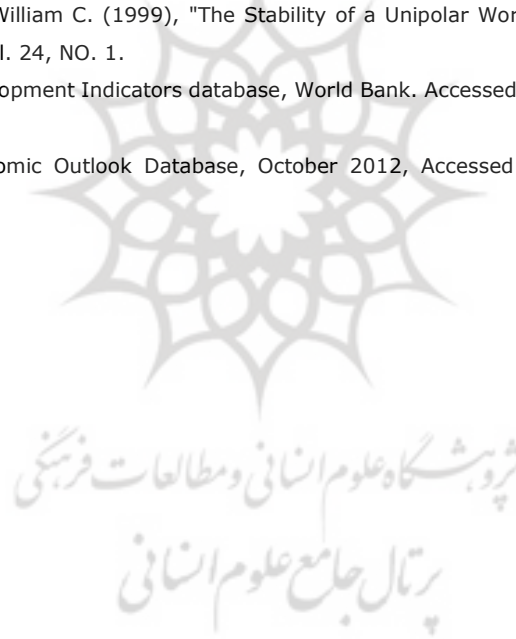 William C. (1999), "The Stability of a Unipolar Wor
l. 24, NO. 1.
opment Indicators database, World Bank. Accessed
omic Outlook Database, October 2012, Accessed
پژوهشگاه علوم انسانی و مطالعات فرهنگی
پرتال جامع علوم انسانی